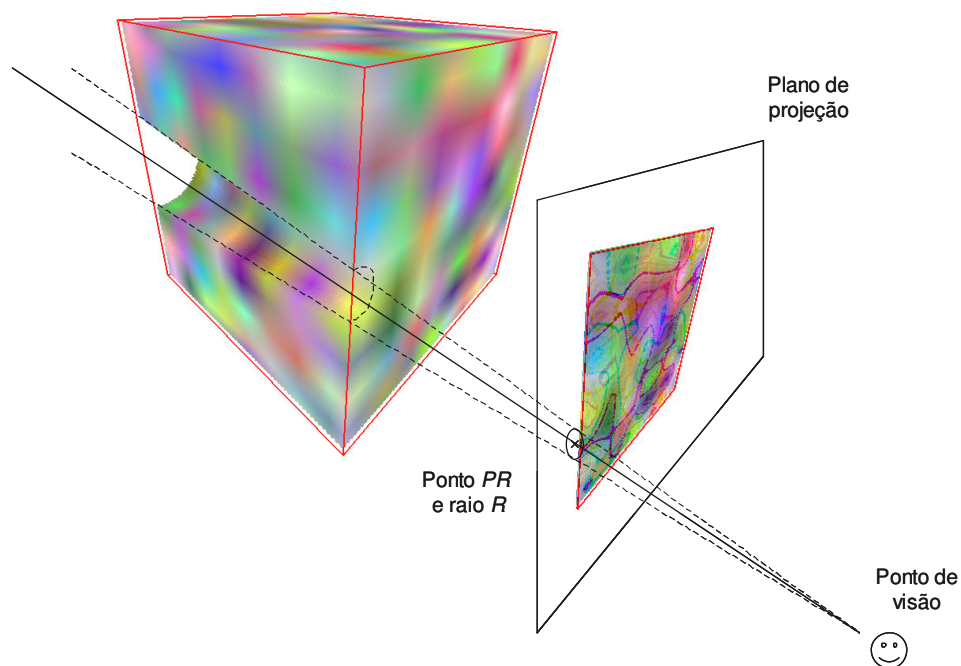 Plano de
projeção
Ponto PR
e raio R
Ponto de
visão